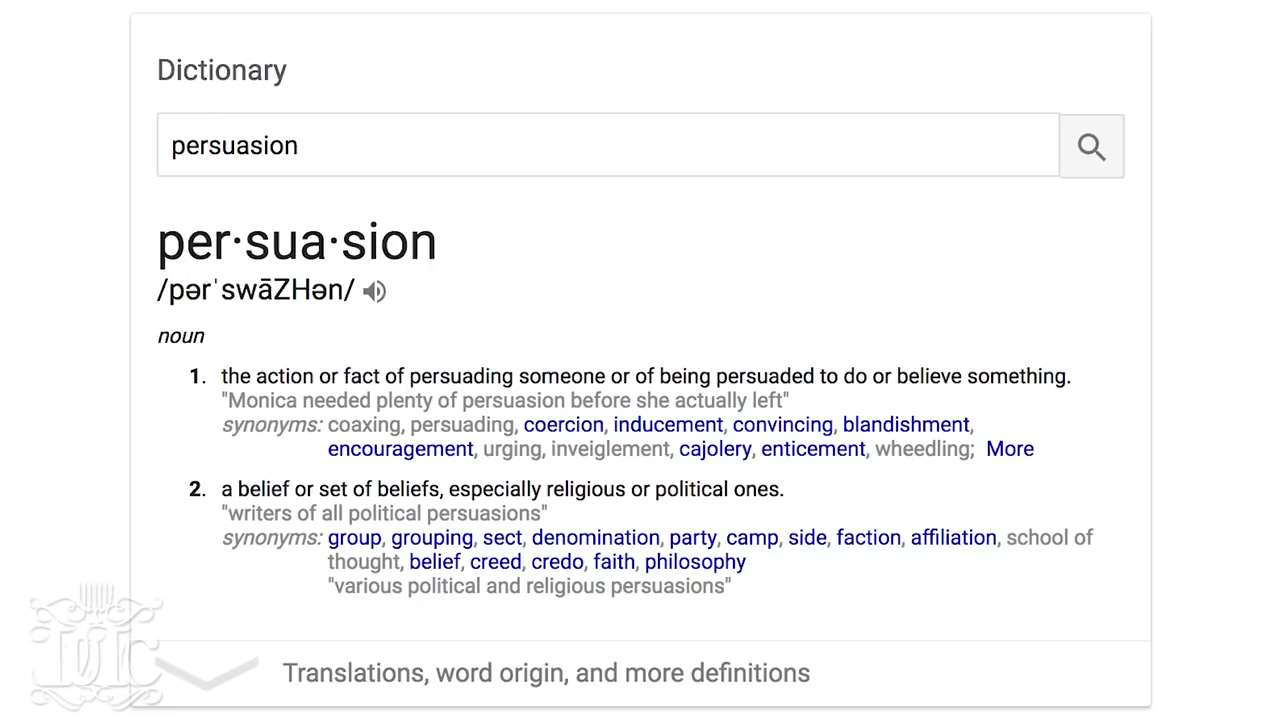 Dictionary
persuasion
per·sua·sion
/pərˈswāZHən/
noun
1. the action or fact of persuading someone or of being persuaded to do or believe something.
"Monica needed plenty of persuasion before she actually left"
synonyms: coaxing, persuading, coercion, inducement, convincing, blandishment,
encouragement, urging, inveiglement, cajolery, enticement, wheedling; More
2. a belief or set of beliefs, especially religious or political ones.
"writers of all political persuasions"
synonyms: group, grouping, sect, denomination, party, camp, side, faction, affiliation, school of
thought, belief, creed, credo, faith, philosophy
"various political and religious persuasions"
Translations, word origin, and more definitions